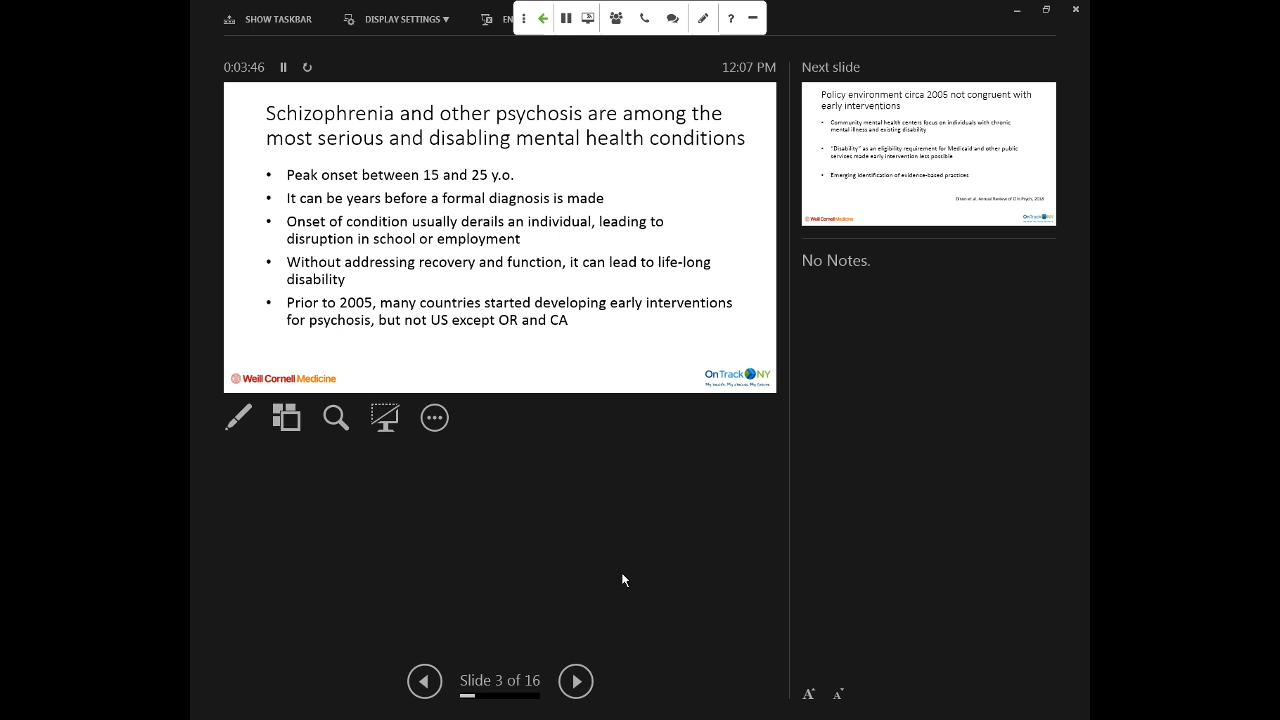 SHOW TASKBAR
DISPLAY SETTINGS ▼
EN
?
0:03:46
12:07 PM
Schizophrenia and other psychosis are among the
most serious and disabling mental health conditions
• Peak onset between 15 and 25 y.o.
• It can be years before a formal diagnosis is made
• Onset of condition usually derails an individual, leading to
disruption in school or employment
• Without addressing recovery and function, it can lead to life-long
disability
• Prior to 2005, many countries started developing early interventions
for psychosis, but not US except OR and CA
Weill Cornell Medicine
OnTrackNY
Slide 3 of 16
Next slide
Policy environment circa 2005 not congruent with
early interventions
• Community mental health centers focus on individuals with chronic
mental illness and existing disability
• "Disability" as an eligibility requirement for Medicaid and other public
services made early intervention less possible
• Emerging identification of evidence-based practices
Weill Cornell Medicine
OnTrackNY
No Notes.
A A